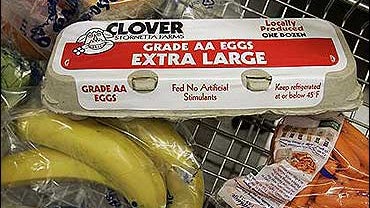 CLOVER
STORNETTA FARMS
Locally
Produced
ONE DOZEN
GRADE AA EGGS
EXTRA LARGE
GRADE AA
EGGS
Fed No Artificial
Stimulants
Keep refrigerated
at or below 45°F